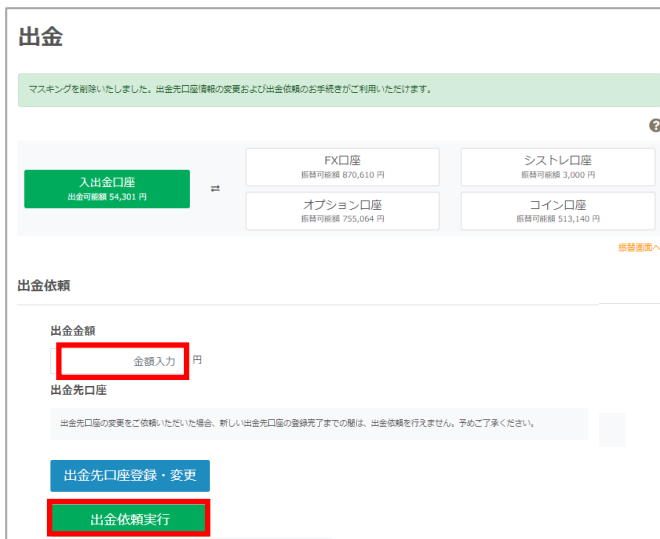 出金
マスキングを削除いたしました。出金先口座情報の変更および出金依頼のお手続きがご利用いただけます。
?
入出金口座
出金可能額 54,301 円
⇄
FX口座
振替可能額 870,610 円
シストレ口座
振替可能額 3,000 円
オプション口座
振替可能額 755,064 円
コイン口座
振替可能額 513,140 円
振替画面へ
出金依頼
出金金額
金額入力 円
出金先口座
出金先口座の変更をご依頼いただいた場合、新しい出金先口座の登録完了までの間は、出金依頼を行えません。予めご了承ください。
出金先口座登録・変更
出金依頼実行